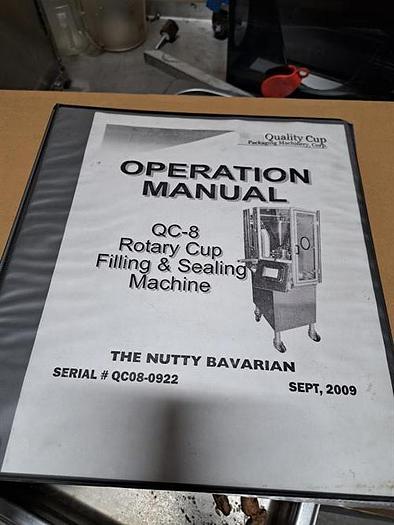 Quality Cup
Packaging Machinery, Corp.
OPERATION
MANUAL
QC-8
Rotary Cup
Filling & Sealing
Machine
THE NUTTY BAVARIAN
SERIAL # QC08-0922
SEPT, 2009